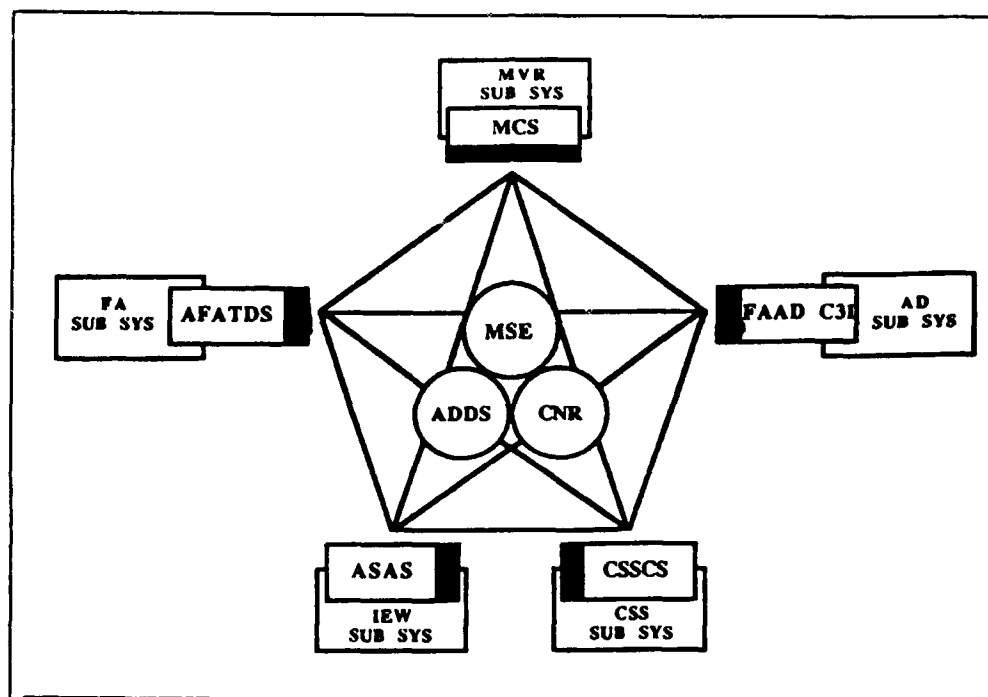 MVR
SUB SYS
MCS
FA
SUB SYS
AFATDS
FAAD C3I
AD
SUB SYS
MSE
ADDS
CNR
ASAS
IEW
SUB SYS
CSSCS
CSS
SUB SYS